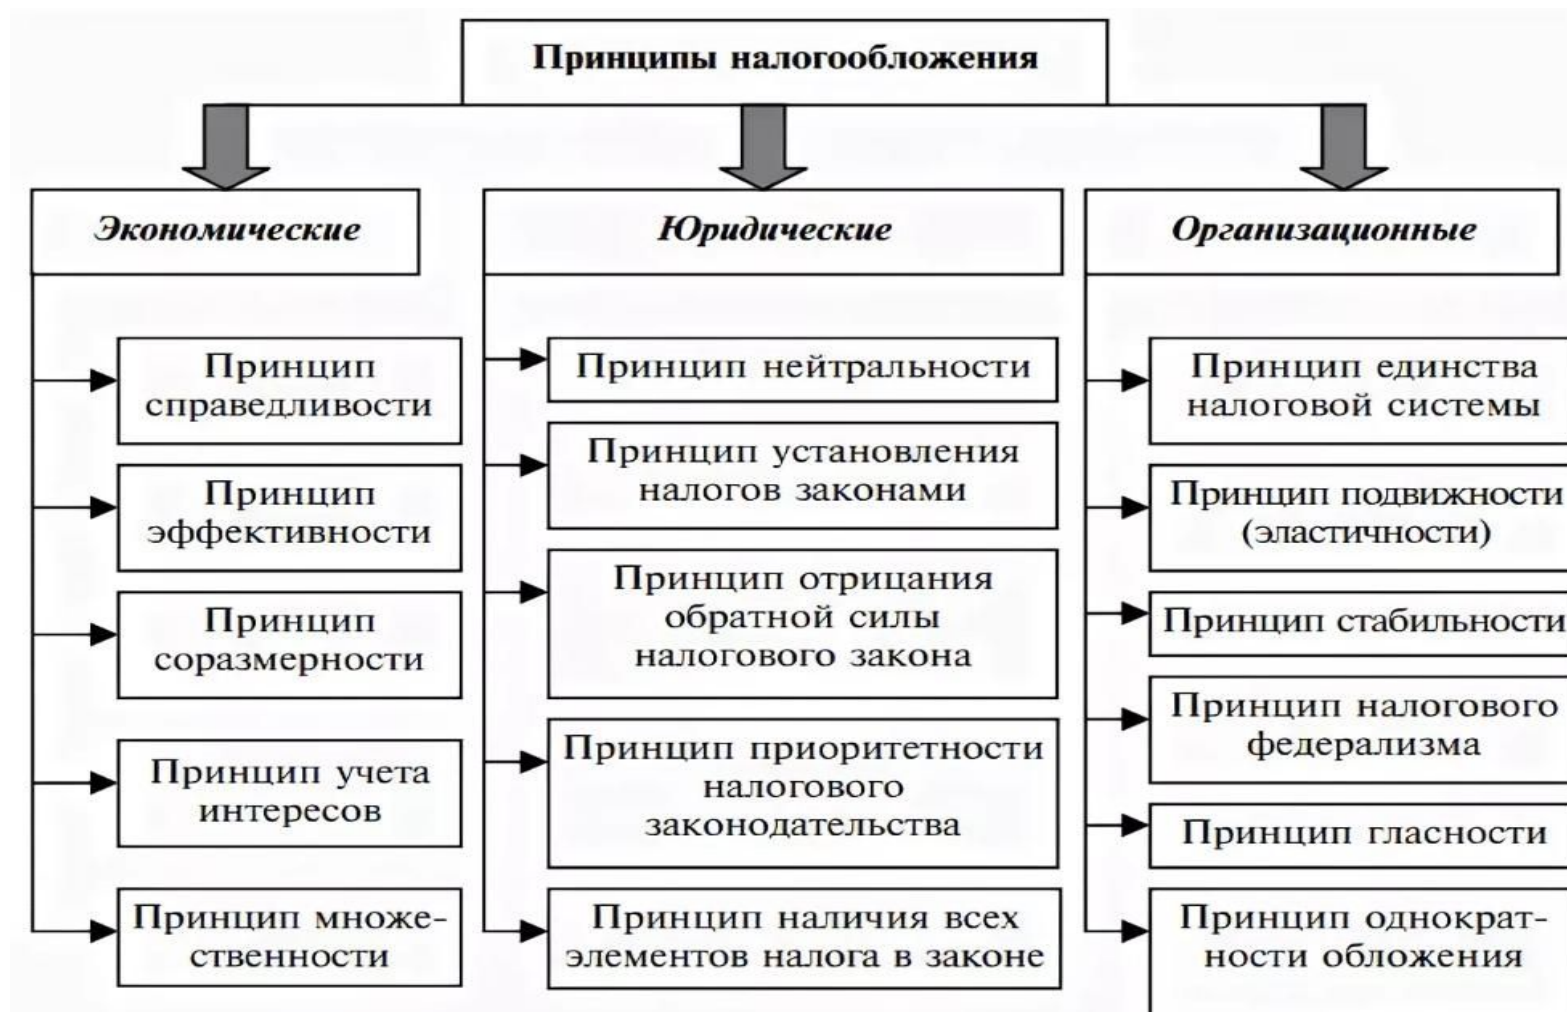 Принципы налогообложения
Экономические
Принцип
справедливости
Принцип
эффективности
Принцип
соразмерности
Принцип учета
интересов
Принцип множе-
ственности
Юридические
Принцип нейтральности
Принцип установления
налогов законами
Принцип отрицания
обратной силы
налогового закона
Принцип приоритетности
налогового
законодательства
Принцип наличия всех
элементов налога в законе
Организационные
Принцип единства
налоговой системы
Принцип подвижности
(эластичности)
Принцип стабильности
Принцип налогового
федерализма
Принцип гласности
Принцип однократ-
ности обложения